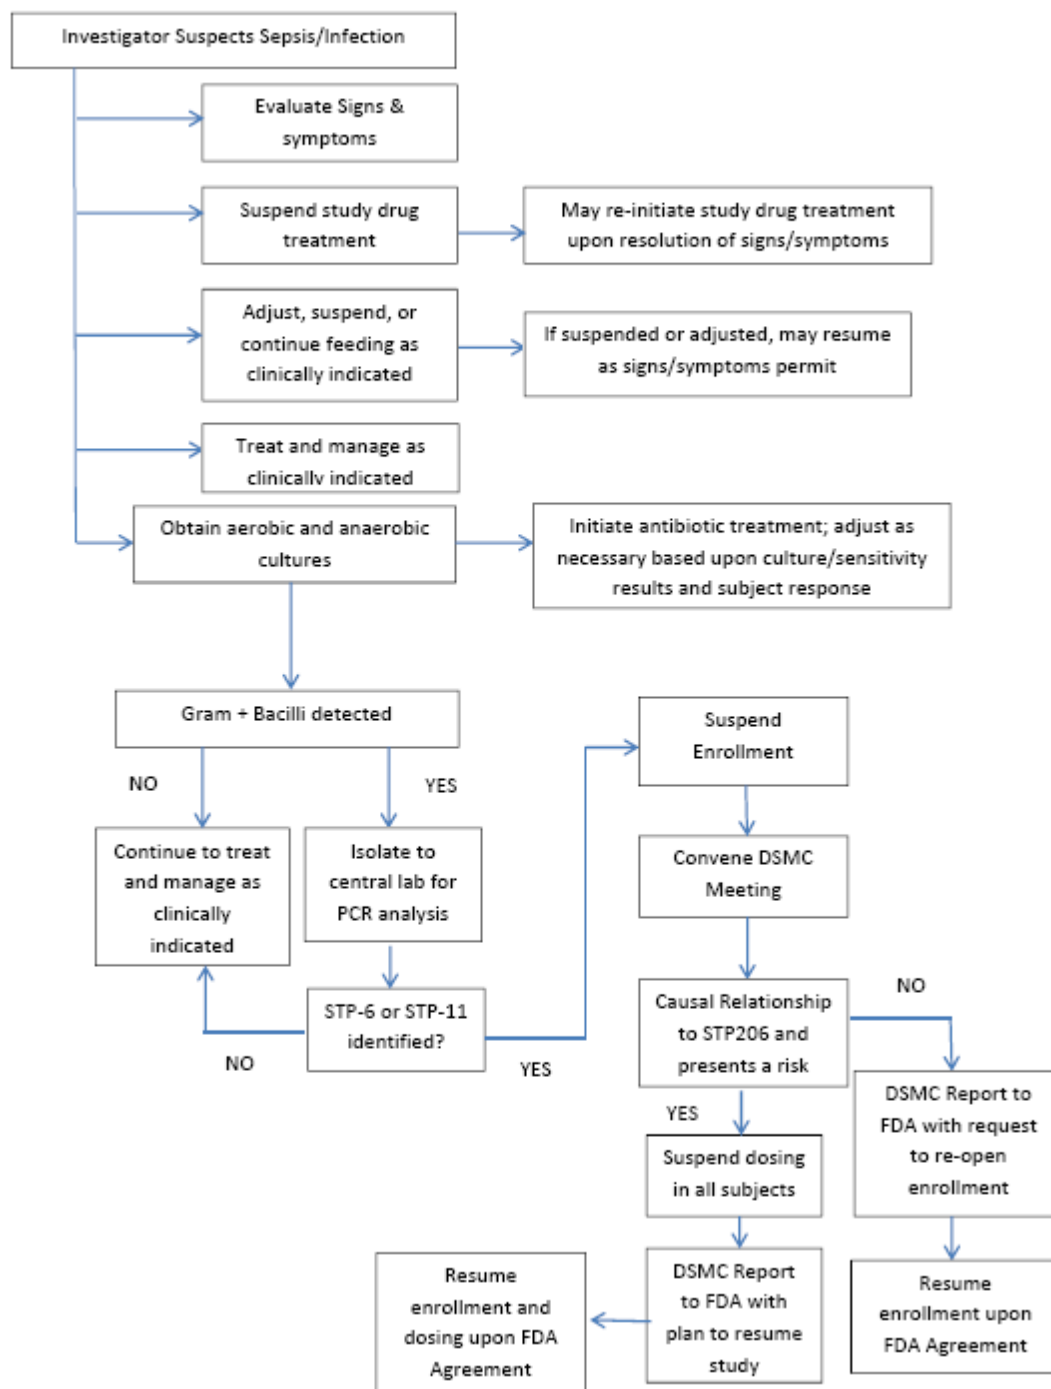 Investigator Suspects Sepsis/Infection
Evaluate Signs &
symptoms
Suspend study drug
treatment
May re-initiate study drug treatment
upon resolution of signs/symptoms
Adjust, suspend, or
continue feeding as
clinically indicated
If suspended or adjusted, may resume
as signs/symptoms permit
Treat and manage as
clinically indicated
Obtain aerobic and anaerobic
cultures
Initiate antibiotic treatment; adjust as
necessary based upon culture/sensitivity
results and subject response
Gram + Bacilli detected
NO
YES
Continue to treat
and manage as
clinically
indicated
Isolate to
central lab for
PCR analysis
STP-6 or STP-11
identified?
NO
YES
Suspend
Enrollment
Convene DSMC
Meeting
Causal Relationship
to STP206 and
presents a risk
NO
YES
DSMC Report to
FDA with request
to re-open
enrollment
Suspend dosing
in all subjects
DSMC Report
to FDA with
plan to resume
study
Resume
enrollment and
dosing upon FDA
Agreement
Resume
enrollment upon
FDA Agreement